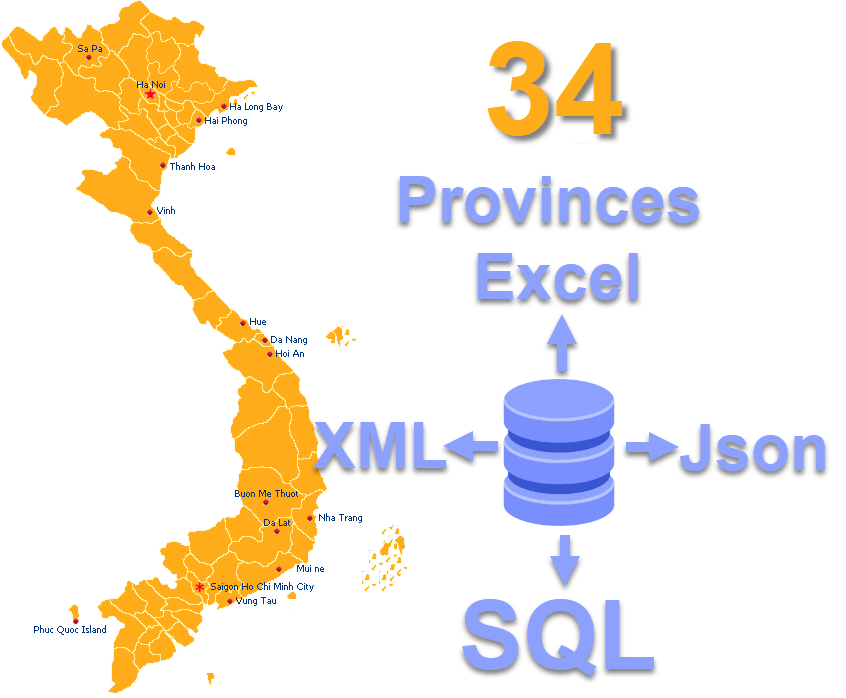 Sa Pa
Ha Noi
Ha Long Bay
Hai Phong
Thanh Hoa
Vinh
Hue
Da Nang
Hoi An
Buon Me Thuot
Nha Trang
Da Lat
Mui ne
Saigon Ho Chi Minh City
Vung Tau
Phuc Quoc Island
34
Provinces
Excel
XML
Json
SQL